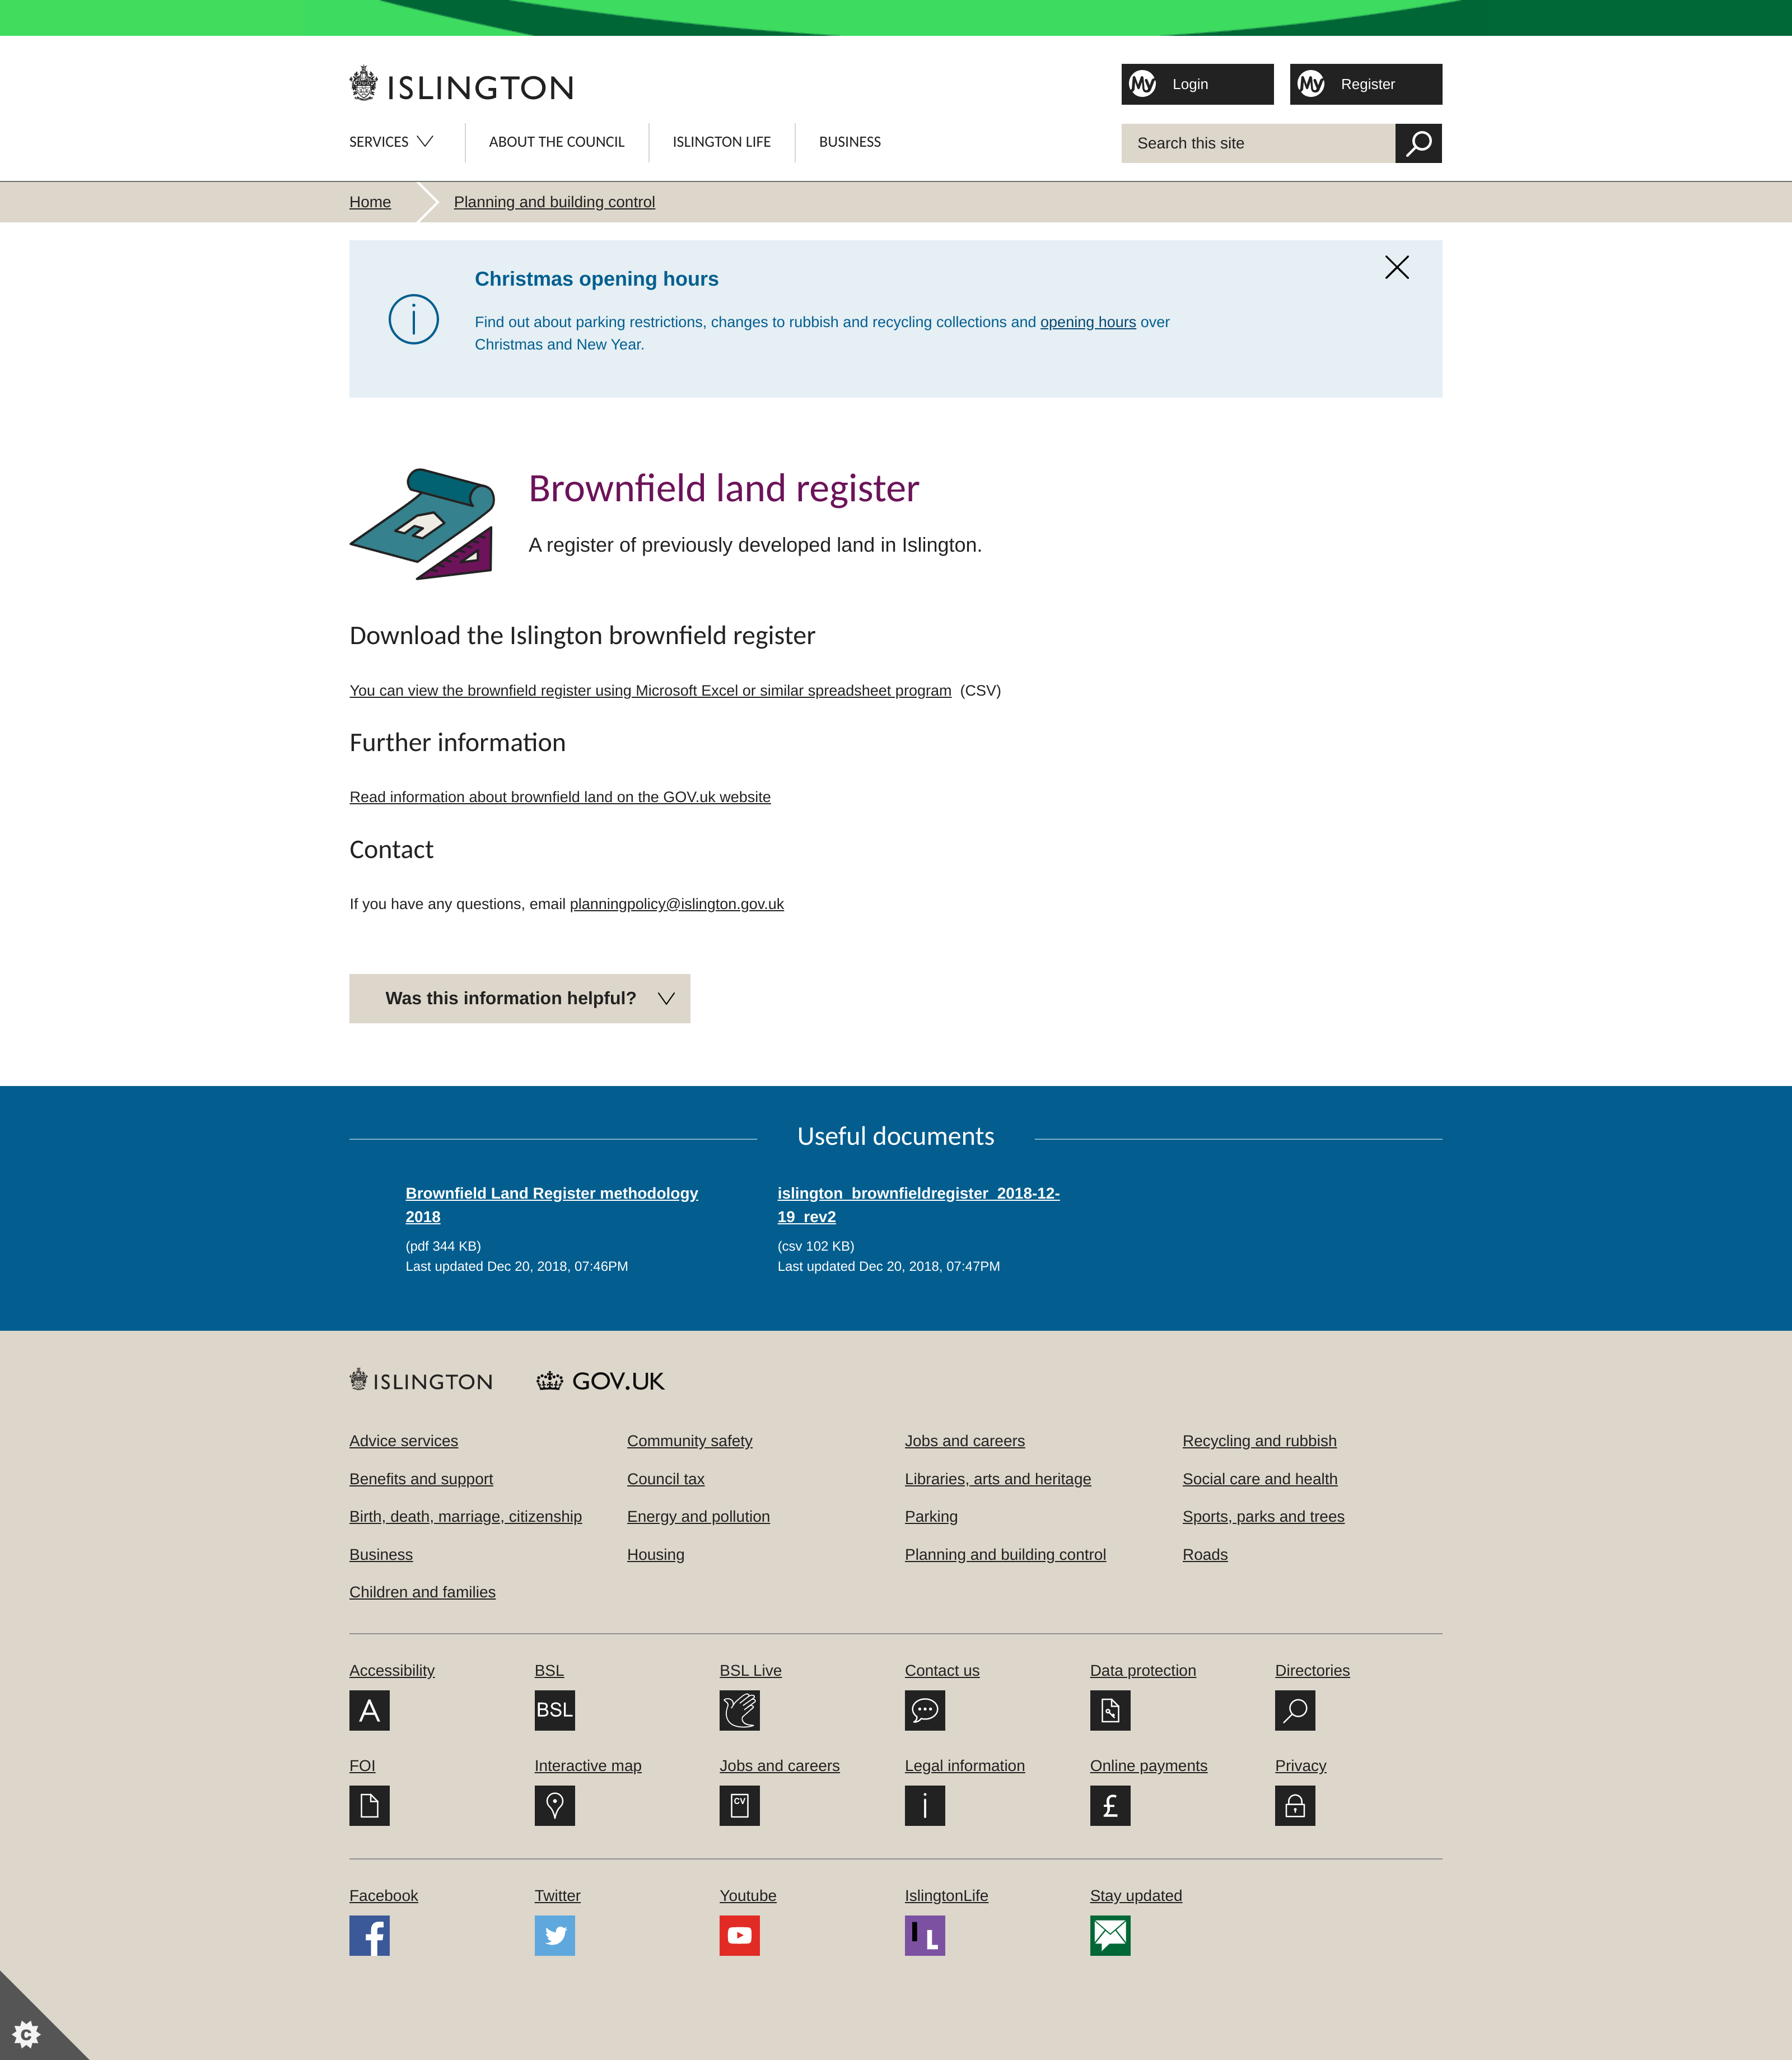 ISLINGTON
My Login
My Register
SERVICES
ABOUT THE COUNCIL
ISLINGTON LIFE
BUSINESS
Search this site
Home
Planning and building control
Christmas opening hours
Find out about parking restrictions, changes to rubbish and recycling collections and opening hours over
Christmas and New Year.
Brownfield land register
A register of previously developed land in Islington.
Download the Islington brownfield register
You can view the brownfield register using Microsoft Excel or similar spreadsheet program (CSV)
Further information
Read information about brownfield land on the GOV.uk website
Contact
If you have any questions, email planningpolicy@islington.gov.uk
Was this information helpful?
Useful documents
Brownfield Land Register methodology
2018
(pdf 344 KB)
Last updated Dec 20, 2018, 07:46PM
islington_brownfieldregister_2018-12-
19_rev2
(csv 102 KB)
Last updated Dec 20, 2018, 07:47PM
ISLINGTON
GOV.UK
Advice services
Benefits and support
Birth, death, marriage, citizenship
Business
Children and families
Community safety
Council tax
Energy and pollution
Housing
Jobs and careers
Libraries, arts and heritage
Parking
Planning and building control
Recycling and rubbish
Social care and health
Sports, parks and trees
Roads
Accessibility
A
BSL
BSL
BSL Live
Contact us
Data protection
Directories
FOI
Interactive map
Jobs and careers
CV
Legal information
i
Online payments
£
Privacy
Facebook
f
Twitter
Youtube
IslingtonLife
I L
Stay updated
C